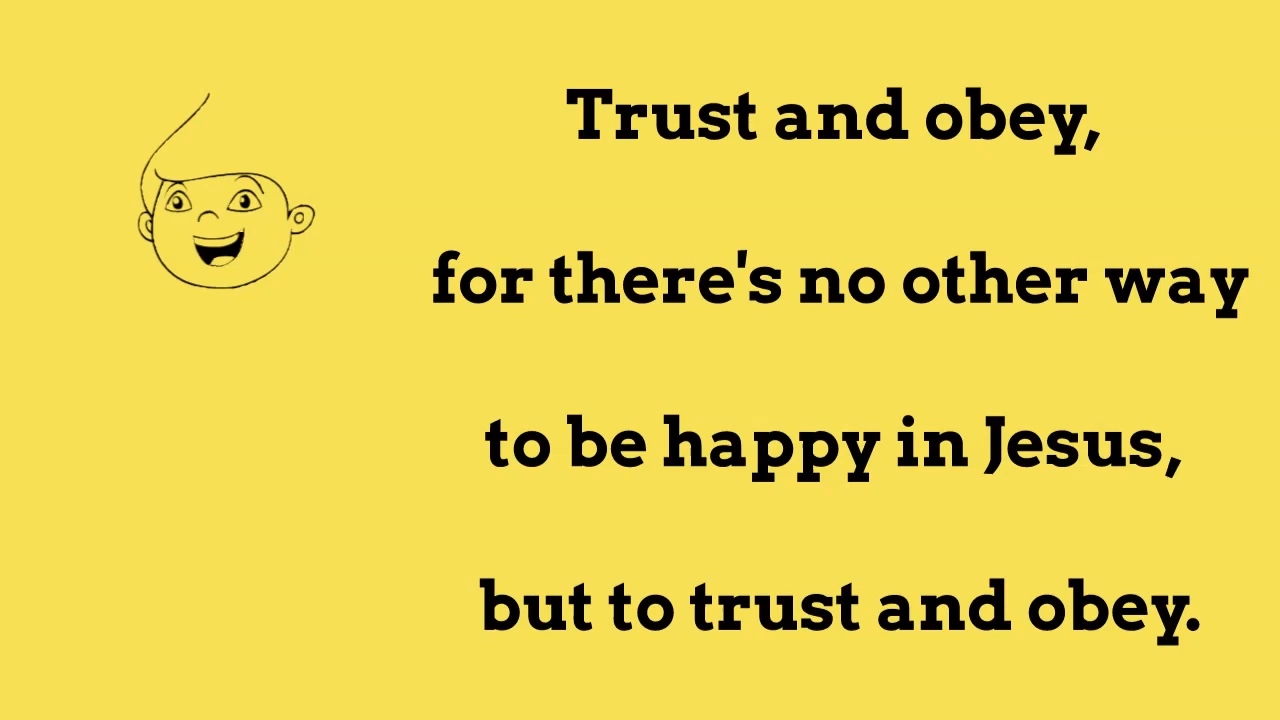 Trust and obey,
for there's no other way
to be happy in Jesus,
but to trust and obey.